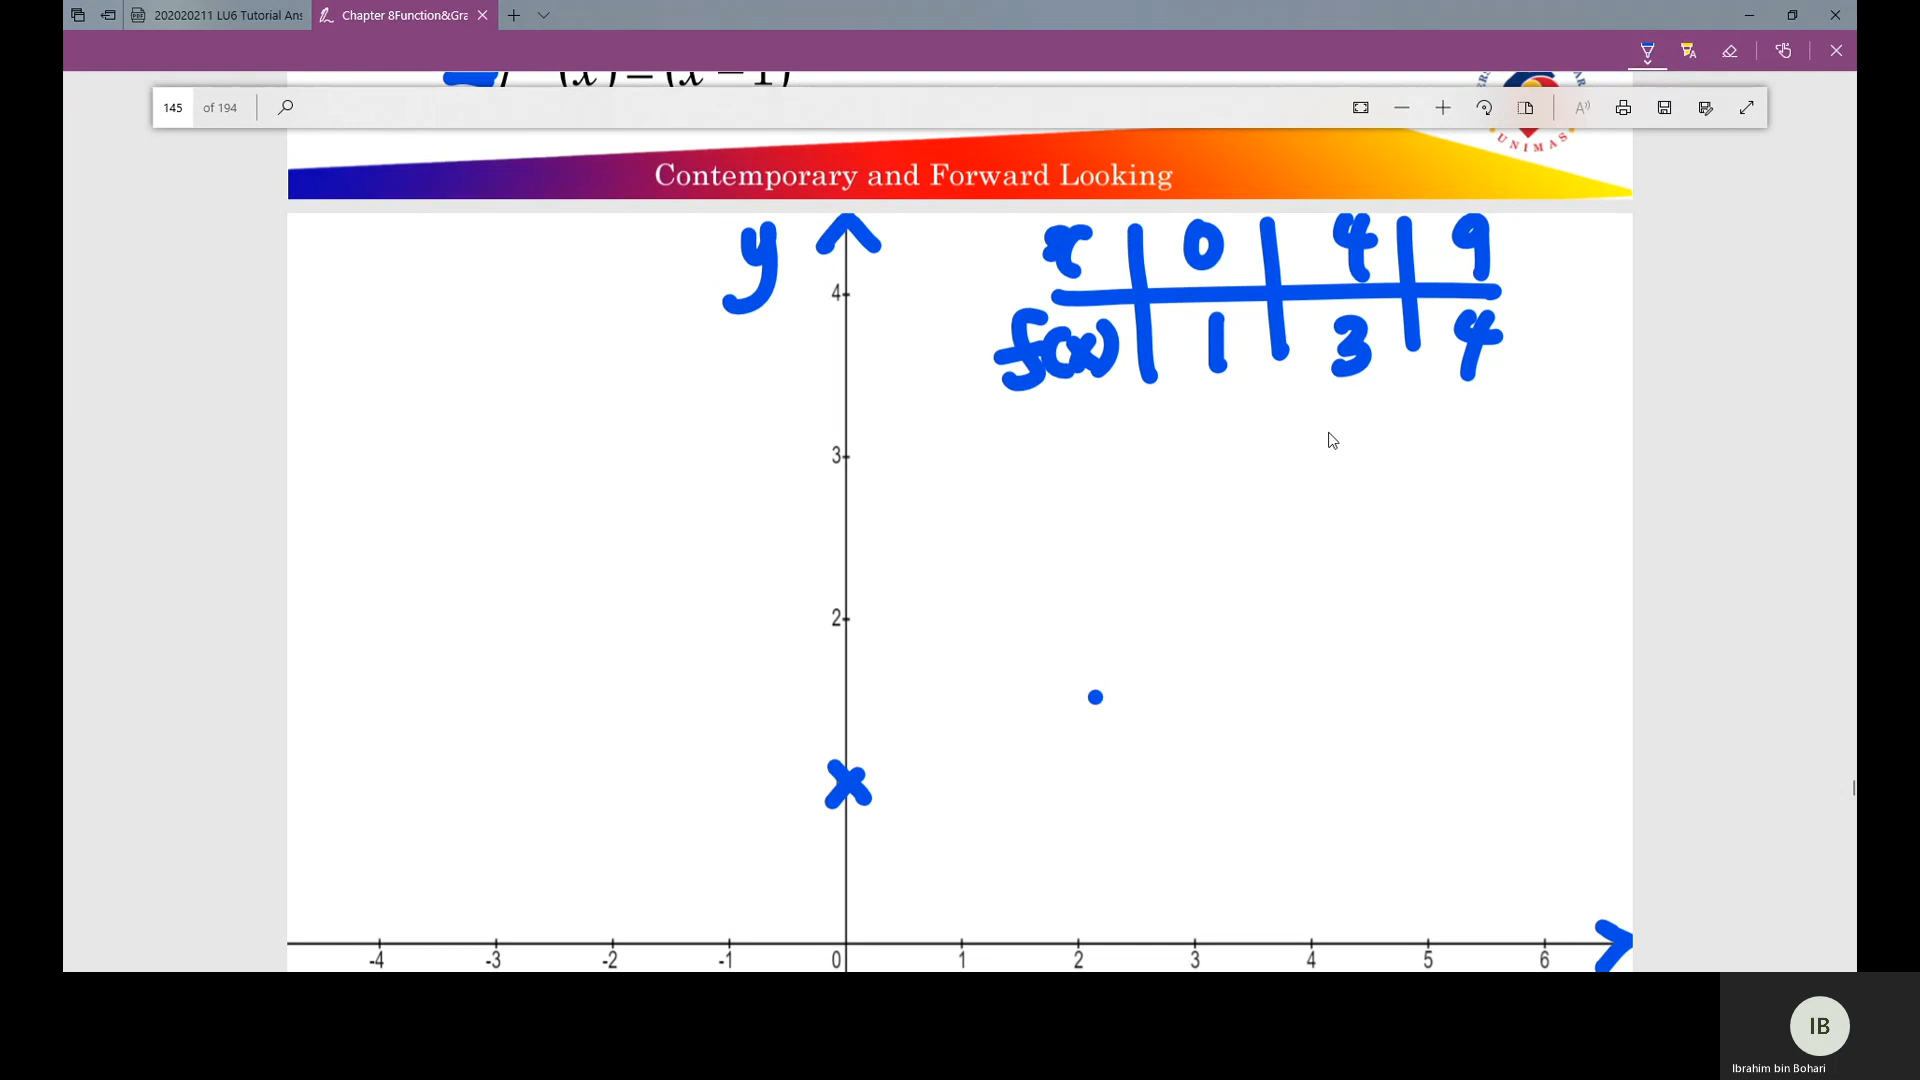 202020211 LU6 Tutorial Ans
Chapter 8Function&Gra
(x) = (x − 1)
145 of 194
UNIMAS
Contemporary and Forward Looking
y
x 0 4 9
f(x) 1 3 4
4
3
2
-4 -3 -2 -1 0 1 2 3 4 5 6
IB
Ibrahim bin Bohari